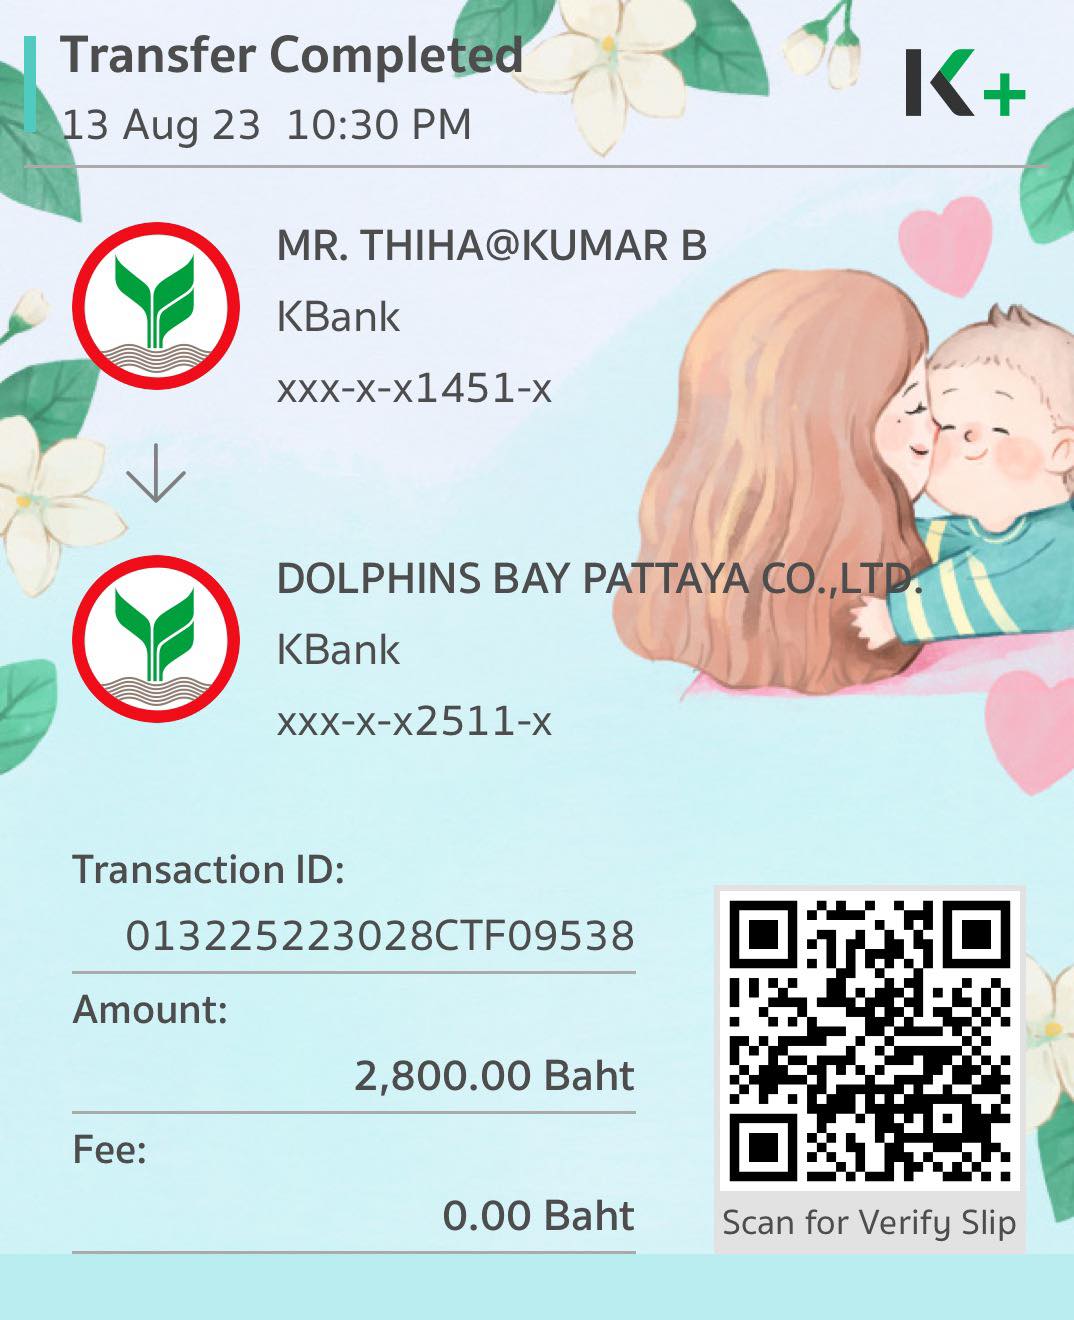 Transfer Completed
13 Aug 23 10:30 PM
K+
MR. THIHA@KUMAR B
KBank
xxx-x-x1451-x
DOLPHINS BAY PATTAYA CO.,LTD.
KBank
xxx-x-x2511-x
Transaction ID:
013225223028CTF09538
Amount:
2,800.00 Baht
Fee:
0.00 Baht
Scan for Verify Slip